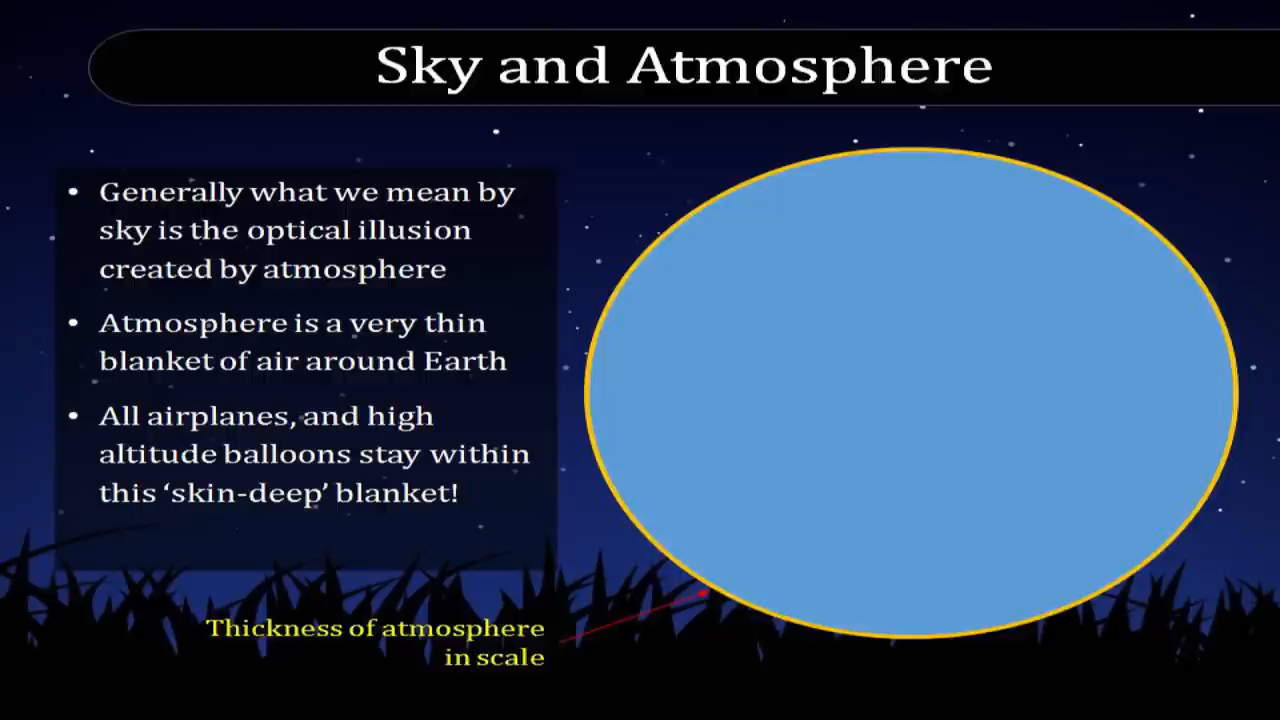 Sky and Atmosphere
• Generally what we mean by
sky is the optical illusion
created by atmosphere
• Atmosphere is a very thin
blanket of air around Earth
• All airplanes, and high
altitude balloons stay within
this ‘skin-deep’ blanket!
Thickness of atmosphere
in scale